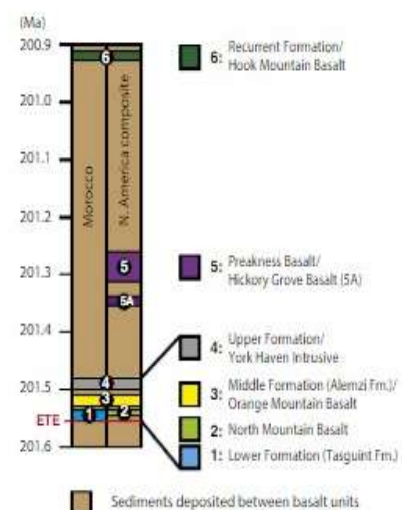 (Ma)
200.9
201.0
201.1
201.2
201.3
201.4
201.5
ETE
201.6
Morocco
N. America composite
6
5
5A
4
3
1
2
6: Recurrent Formation/
Hook Mountain Basalt
5: Preakness Basalt/
Hickory Grove Basalt (5A)
4: Upper Formation/
York Haven Intrusive
3: Middle Formation (Alemzi Fm.)/
Orange Mountain Basalt
2: North Mountain Basalt
1: Lower Formation (Tasguint Fm.)
Sediments deposited between basalt units